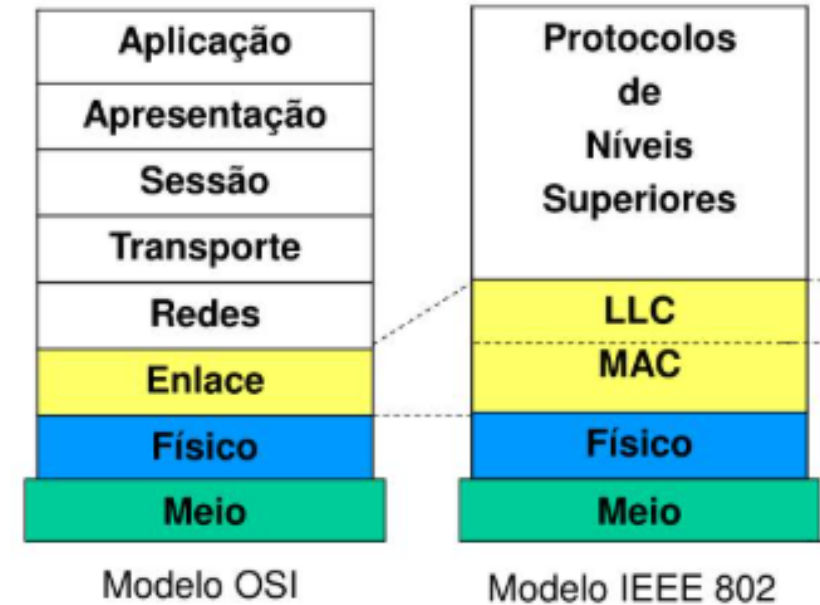 Aplicação
Apresentação
Sessão
Transporte
Redes
Enlace
Físico
Meio
Modelo OSI
Protocolos
de
Níveis
Superiores
LLC
MAC
Físico
Meio
Modelo IEEE 802